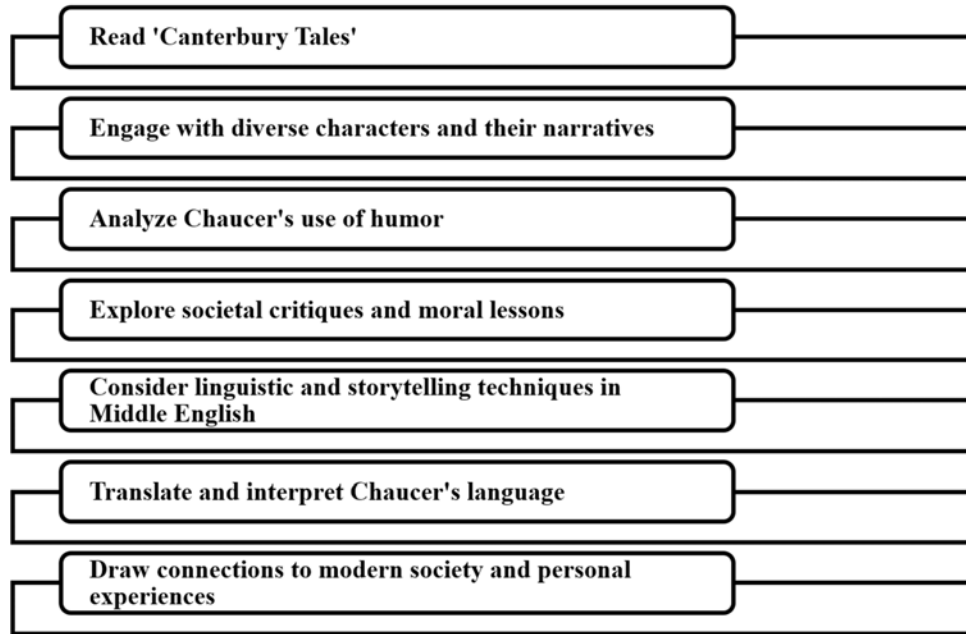 Read 'Canterbury Tales'
Engage with diverse characters and their narratives
Analyze Chaucer's use of humor
Explore societal critiques and moral lessons
Consider linguistic and storytelling techniques in
Middle English
Translate and interpret Chaucer's language
Draw connections to modern society and personal
experiences